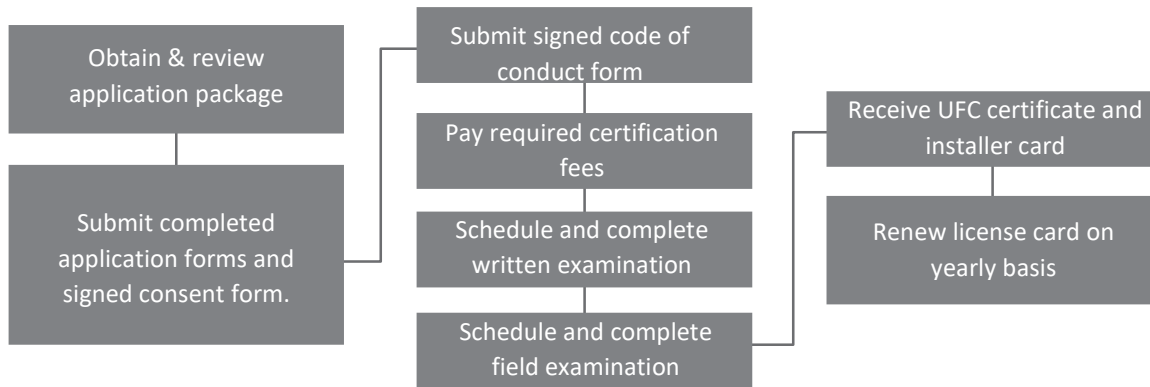 Obtain & review
application package
Submit completed
application forms and
signed consent form.
Submit signed code of
conduct form
Pay required certification
fees
Schedule and complete
written examination
Schedule and complete
field examination
Receive UFC certificate and
installer card
Renew license card on
yearly basis